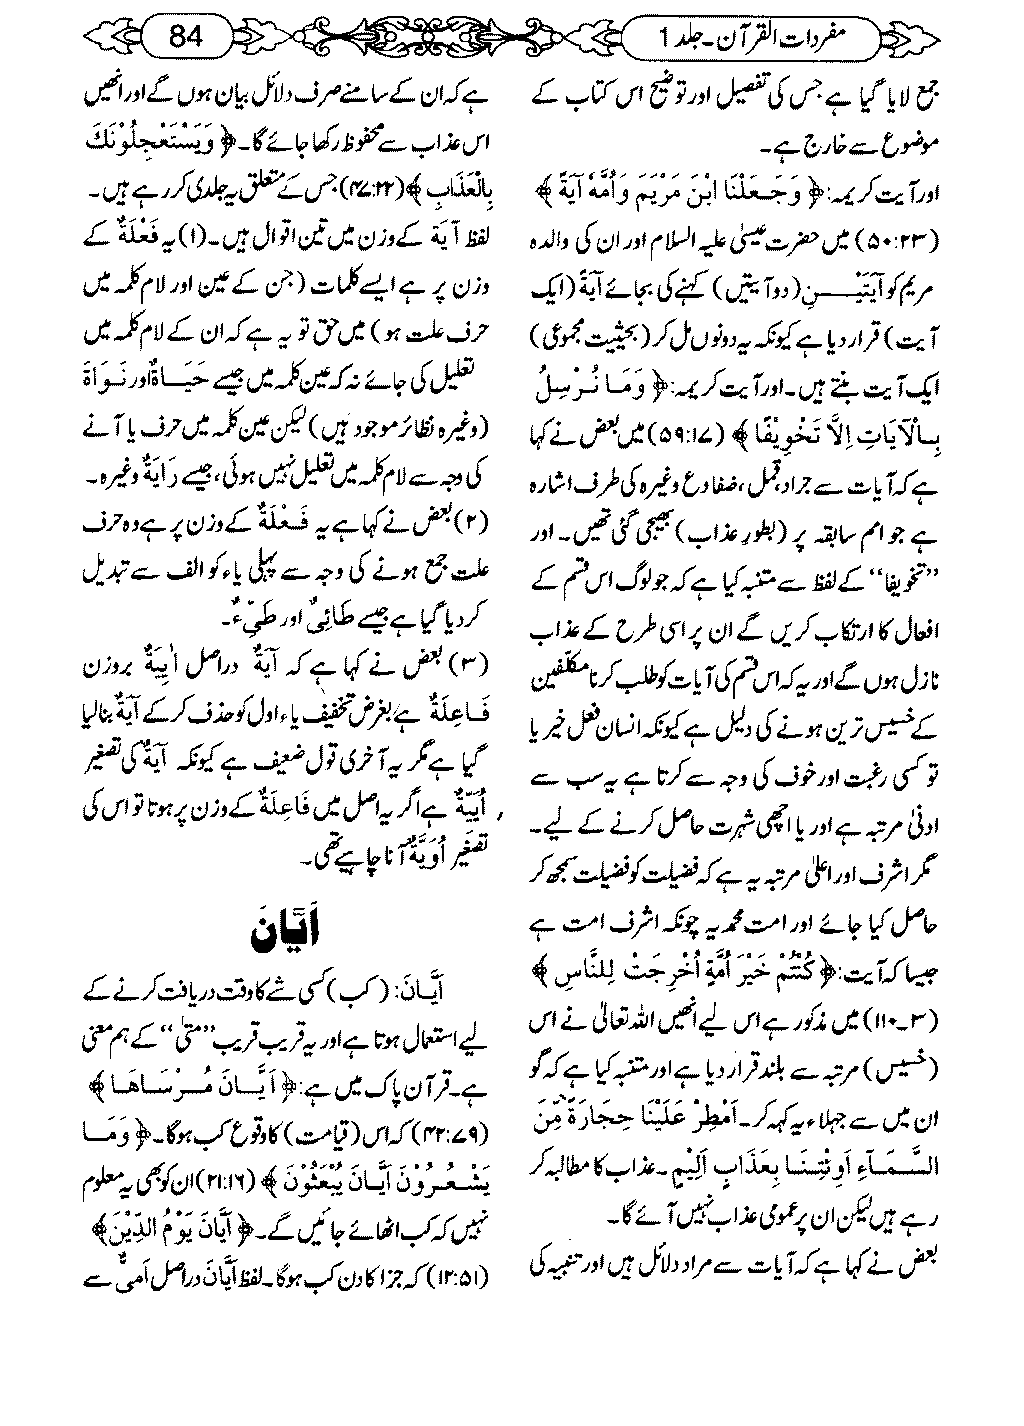 مفردات القرآن۔ جلد 1
84
جمع لایا گیا ہے جس کی تفصیل اور توضیح اس کتاب کے
موضوع سے خارج ہے۔
اور آیت کریمہ: ﴿وَجَعَلْنَا ابْنَ مَرْيَمَ وَاُمَّهٗ آيَةً﴾
(۲۳:۵۰) میں حضرت عیسیٰ علیہ السلام اور ان کی والدہ
مریم کو آیَتَیْـــنِ (دو آیتیں) کہنے کی بجائے آیَةً (ایک
آیت) قرار دیا ہے کیونکہ یہ دونوں مل کر (بحیثیت مجموعی)
ایک آیت بنتے ہیں۔ اور آیت کریمہ: ﴿وَمَا نُرْسِلُ
بِالْآيَاتِ اِلَّا تَخْوِيْفًا﴾ (۱۷:۵۹) میں بعض نے کہا
ہے کہ آیات سے جراد، قمل، ضفادع وغیرہ کی طرف اشارہ
ہے جو امم سابقہ پر (بطورِ عذاب) بھیجی گئی تھیں۔ اور
”تخویفا“ کے لفظ سے متنبہ کیا ہے کہ جو لوگ اس قسم کے
افعال کا ارتکاب کریں گے ان پر اسی طرح کے عذاب
نازل ہوں گے اور یہ کہ اس قسم کی آیات کو طلب کرنا مکلّفین
کے خسیس ترین ہونے کی دلیل ہے کیونکہ انسان فعل خیر یا
تو کسی رغبت اور خوف کی وجہ سے کرتا ہے یہ سب سے
ادنیٰ مرتبہ ہے اور یا اچھی شہرت حاصل کرنے کے لیے۔
مگر اشرف اور اعلیٰ مرتبہ یہ ہے کہ فضیلت کو فضیلت سمجھ کر
حاصل کیا جائے اور امت محمدیہ چونکہ اشرف امت ہے
جیسا کہ آیت: ﴿كُنْتُمْ خَيْرَ اُمَّةٍ اُخْرِجَتْ لِلنَّاسِ﴾
(۳۔۱۱۰) میں مذکور ہے اس لیے انھیں اللہ تعالیٰ نے اس
(خسیس) مرتبہ سے بلند قرار دیا ہے اور متنبہ کیا ہے کہ گو
ان میں سے جہلاء یہ کہہ کر۔ اَمْطِرْ عَلَيْنَا حِجَارَةً مِّنَ
السَّمَآءِ اَوِئْتِنَا بِعَذَابٍ اَلِيْمٍ۔ عذاب کا مطالبہ کر
رہے ہیں لیکن ان پر عمومی عذاب نہیں آئے گا۔
بعض نے کہا ہے کہ آیات سے مراد دلائل ہیں اور تنبیہ کی
ہے کہ ان کے سامنے صرف دلائل بیان ہوں گے اور انھیں
اس عذاب سے محفوظ رکھا جائے گا۔ ﴿وَيَسْتَعْجِلُوْنَكَ
بِالْعَذَابِ﴾ (۲۲:۴۷) جس کے متعلق یہ جلدی کر رہے ہیں۔
لفظ آیَة کے وزن میں تین اقوال ہیں۔ (۱) یہ فَعَلَةٌ کے
وزن پر ہے ایسے کلمات (جن کے عین اور لام کلمہ میں
حرف علت ہو) میں حق تو یہ ہے کہ ان کے لام کلمہ میں
تعلیل کی جائے نہ کہ عین کلمہ میں جیسے حَیَـاةٌ اور نَـوَاةٌ
(وغیرہ نظائر موجود ہیں) لیکن عین کلمہ میں حرف یا آنے
کی وجہ سے لام کلمہ میں تعلیل نہیں ہوئی، جیسے رَایَةٌ وغیرہ۔
(۲) بعض نے کہا ہے یہ فَعْلَةٌ کے وزن پر ہے وہ حرف
علت جمع ہونے کی وجہ سے پہلی یاء کو الف سے تبدیل
کر دیا گیا ہے جیسے طَائِیٌ اور طَیِّءٌ۔
(۳) بعض نے کہا ہے کہ آیَةٌ دراصل اٰیِیَةٌ بروزن
فَاعِلَةٌ ہے بغرض تخفیف یاء اول کو حذف کر کے آیَةٌ بنا لیا
گیا ہے مگر یہ آخری قول ضعیف ہے کیونکہ آیَةٌ کی تصغیر
اُیَیَّةٌ ہے اگر یہ اصل میں فَاعِلَةٌ کے وزن پر ہوتا تو اس کی
تصغیر اُوَیَّةٌ آنا چاہیے تھی۔
اَیَّانَ
اَیَّانَ: (کب) کسی شے کا وقت دریافت کرنے کے
لیے استعمال ہوتا ہے اور یہ قریب قریب ”متیٰ“ کے ہم معنی
ہے۔ قرآن پاک میں ہے: ﴿اَيَّـانَ مُـرْسَاهَـا﴾
(۷۹:۴۲) کہ اس (قیامت) کا وقوع کب ہوگا۔ ﴿وَمَـا
يَشْعُـرُوْنَ اَيَّـانَ يُبْعَثُوْنَ﴾ (۱۶:۲۱) ان کو بھی یہ معلوم
نہیں کہ کب اٹھائے جائیں گے۔ ﴿اَيَّانَ يَوْمُ الدِّيْنَ﴾
(۵۱:۱۲) کہ جزا کا دن کب ہوگا۔ لفظ اَیَّانَ دراصل اَمیٌّ سے